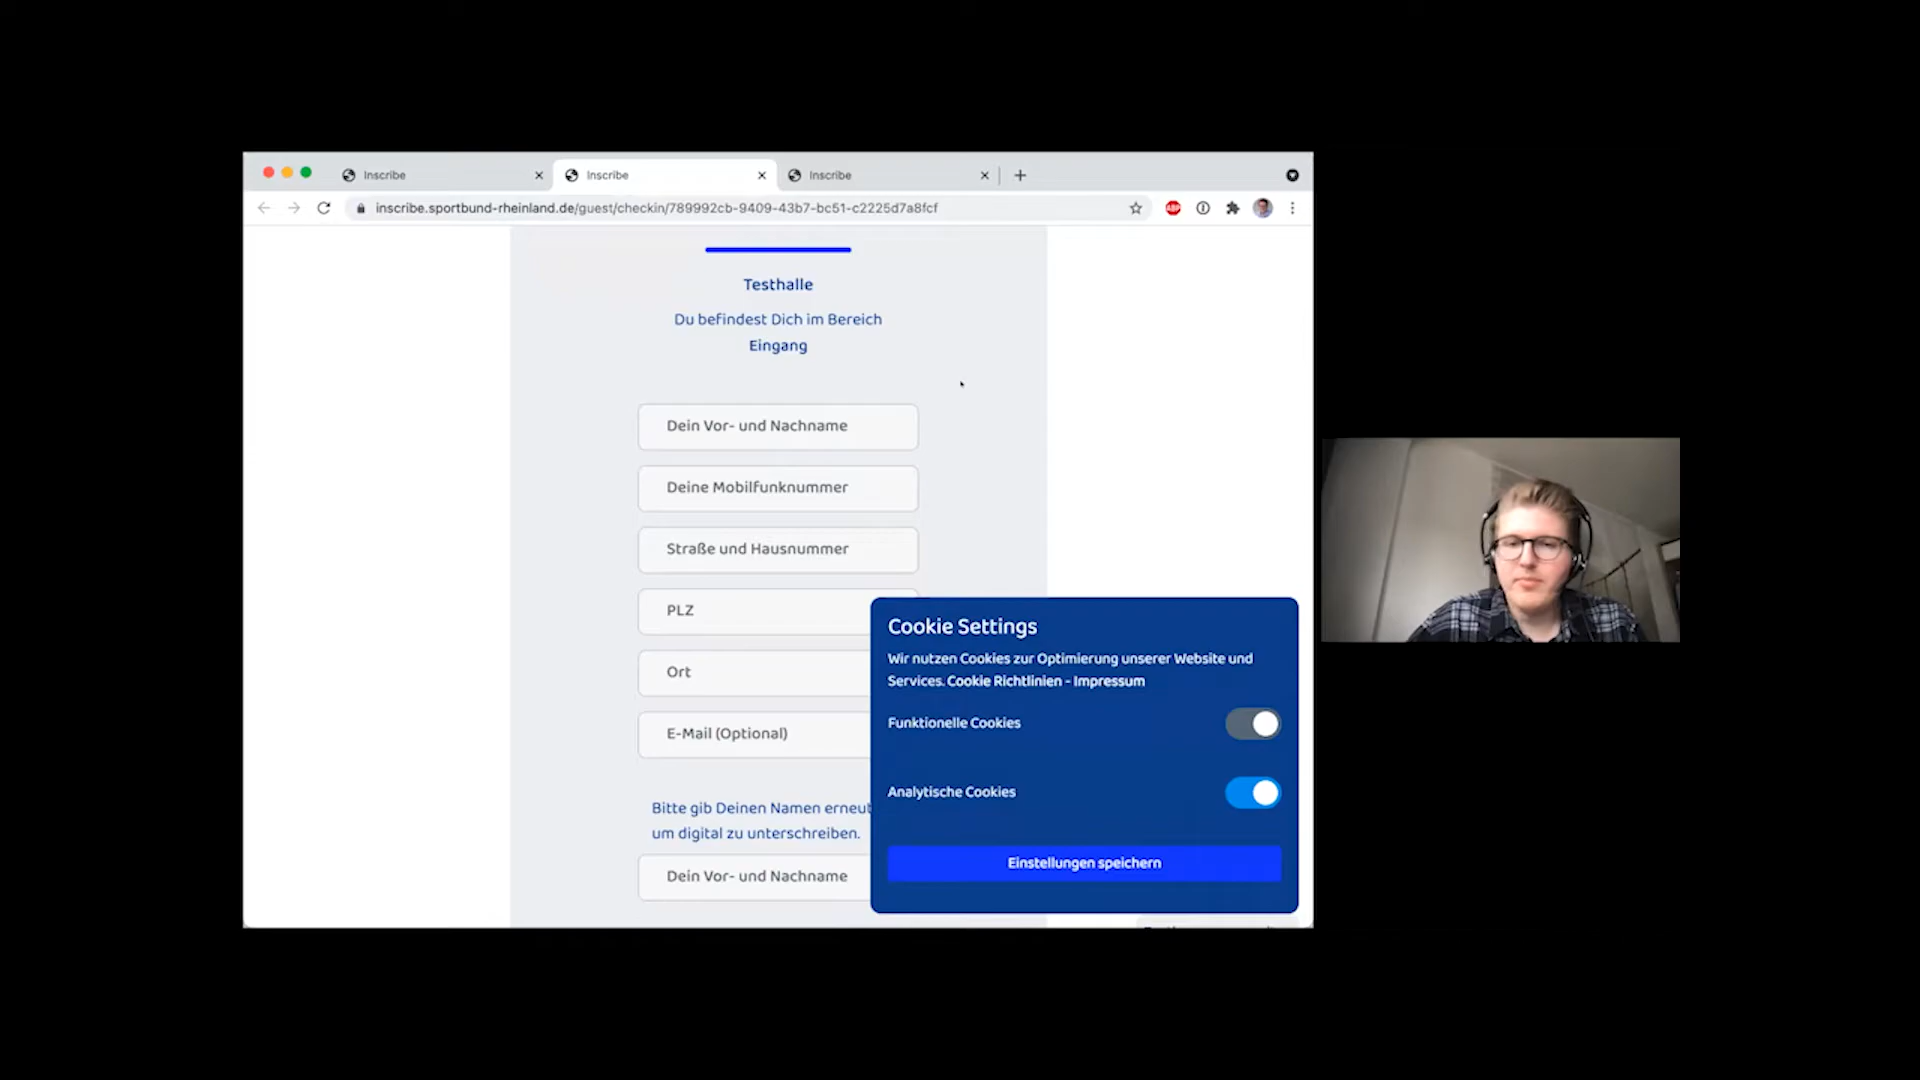 Inscribe
Inscribe
Inscribe
inscribe.sportbund-rheinland.de/guest/checkin/789992cb-9409-43b7-bc51-c2225d7a8fcf
ABP
Testhalle
Du befindest Dich im Bereich
Eingang
Dein Vor- und Nachname
Deine Mobilfunknummer
Straße und Hausnummer
PLZ
Ort
E-Mail (Optional)
Bitte gib Deinen Namen erneut
um digital zu unterschreiben.
Dein Vor- und Nachname
Cookie Settings
Wir nutzen Cookies zur Optimierung unserer Website und
Services. Cookie Richtlinien - Impressum
Funktionelle Cookies
Analytische Cookies
Einstellungen speichern